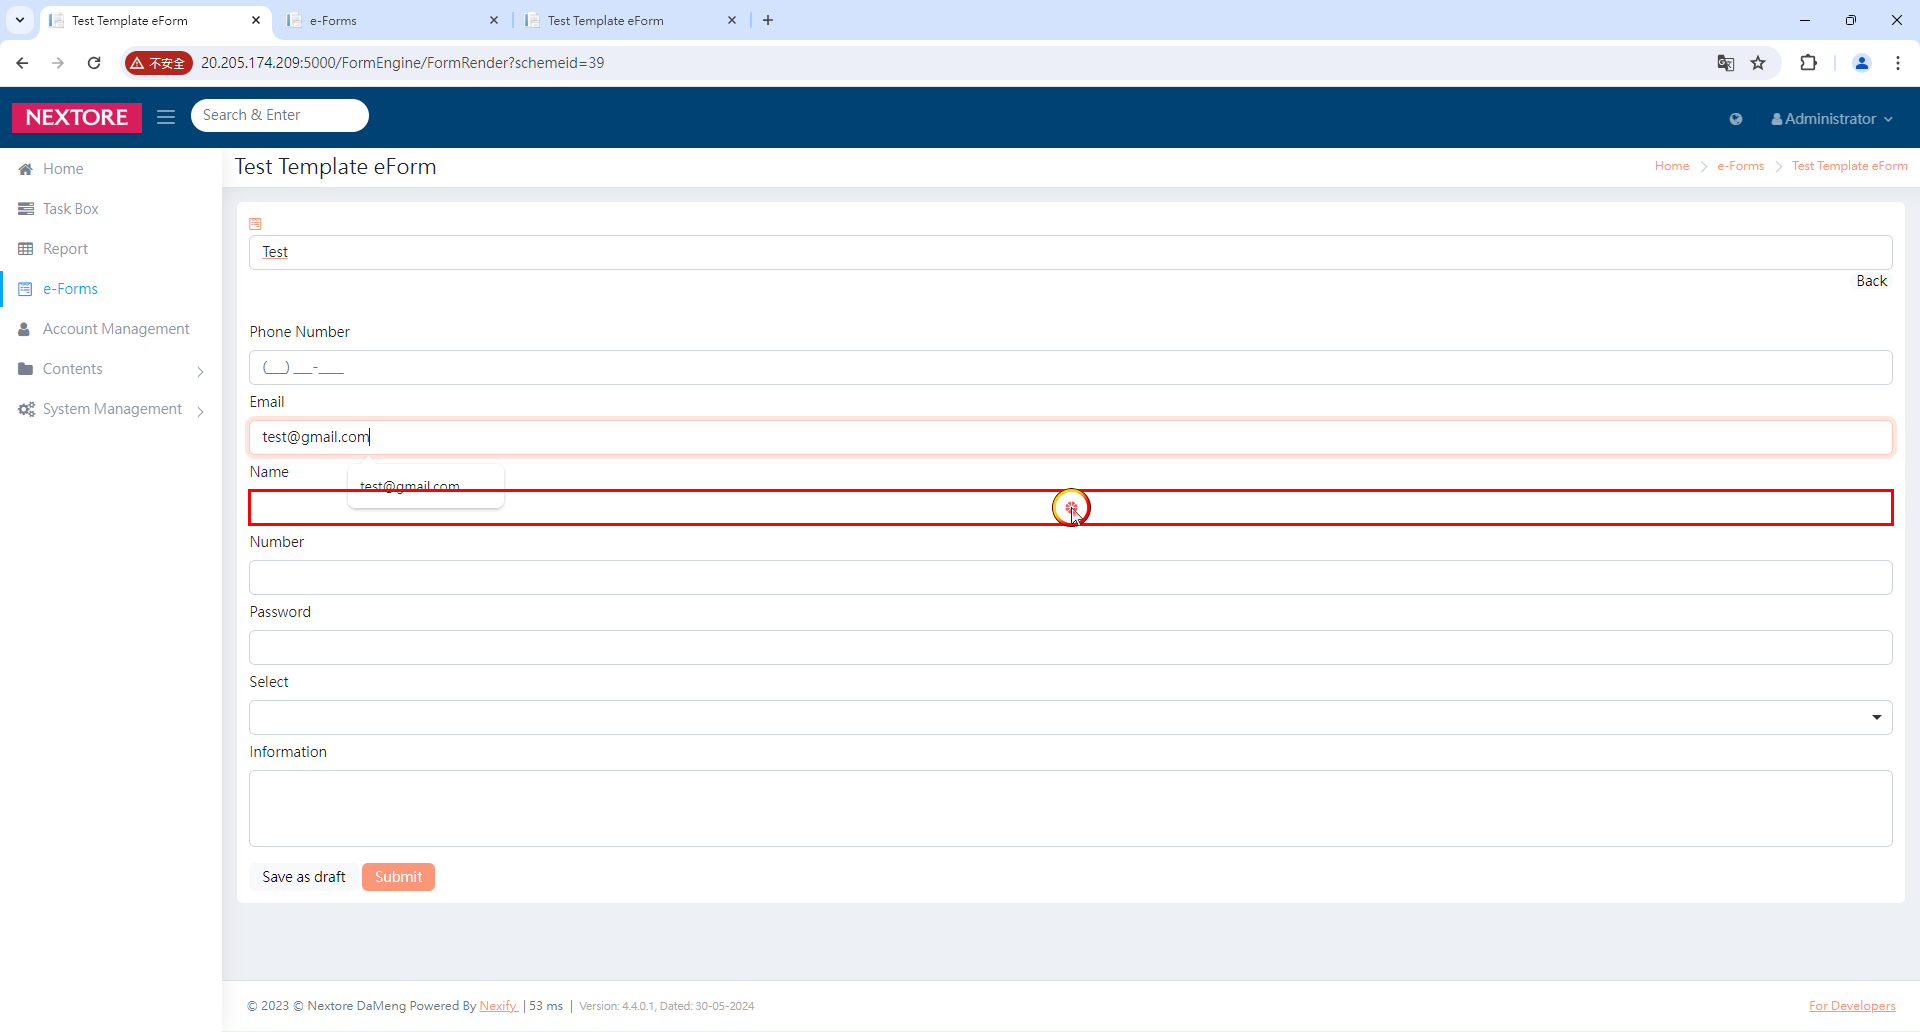 Test Template eForm
e-Forms
Test Template eForm
不安全
20.205.174.209:5000/FormEngine/FormRender?schemeid=39
NEXTORE
Search & Enter
Administrator
Home
Task Box
Report
e-Forms
Account Management
Contents
System Management
Test Template eForm
Home
e-Forms
Test Template eForm
Test
Back
Phone Number
(___) ___-____
Email
test@gmail.com
test@gmail.com
Name
Number
Password
Select
Information
Save as draft
Submit
© 2023 © Nextore DaMeng Powered By Nexify | 53 ms | Version: 4.4.0.1, Dated: 30-05-2024
For Developers